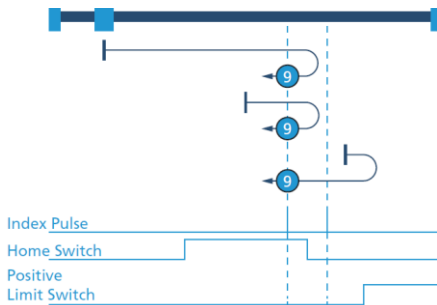 9
9
9
Index Pulse
Home Switch
Positive
Limit Switch